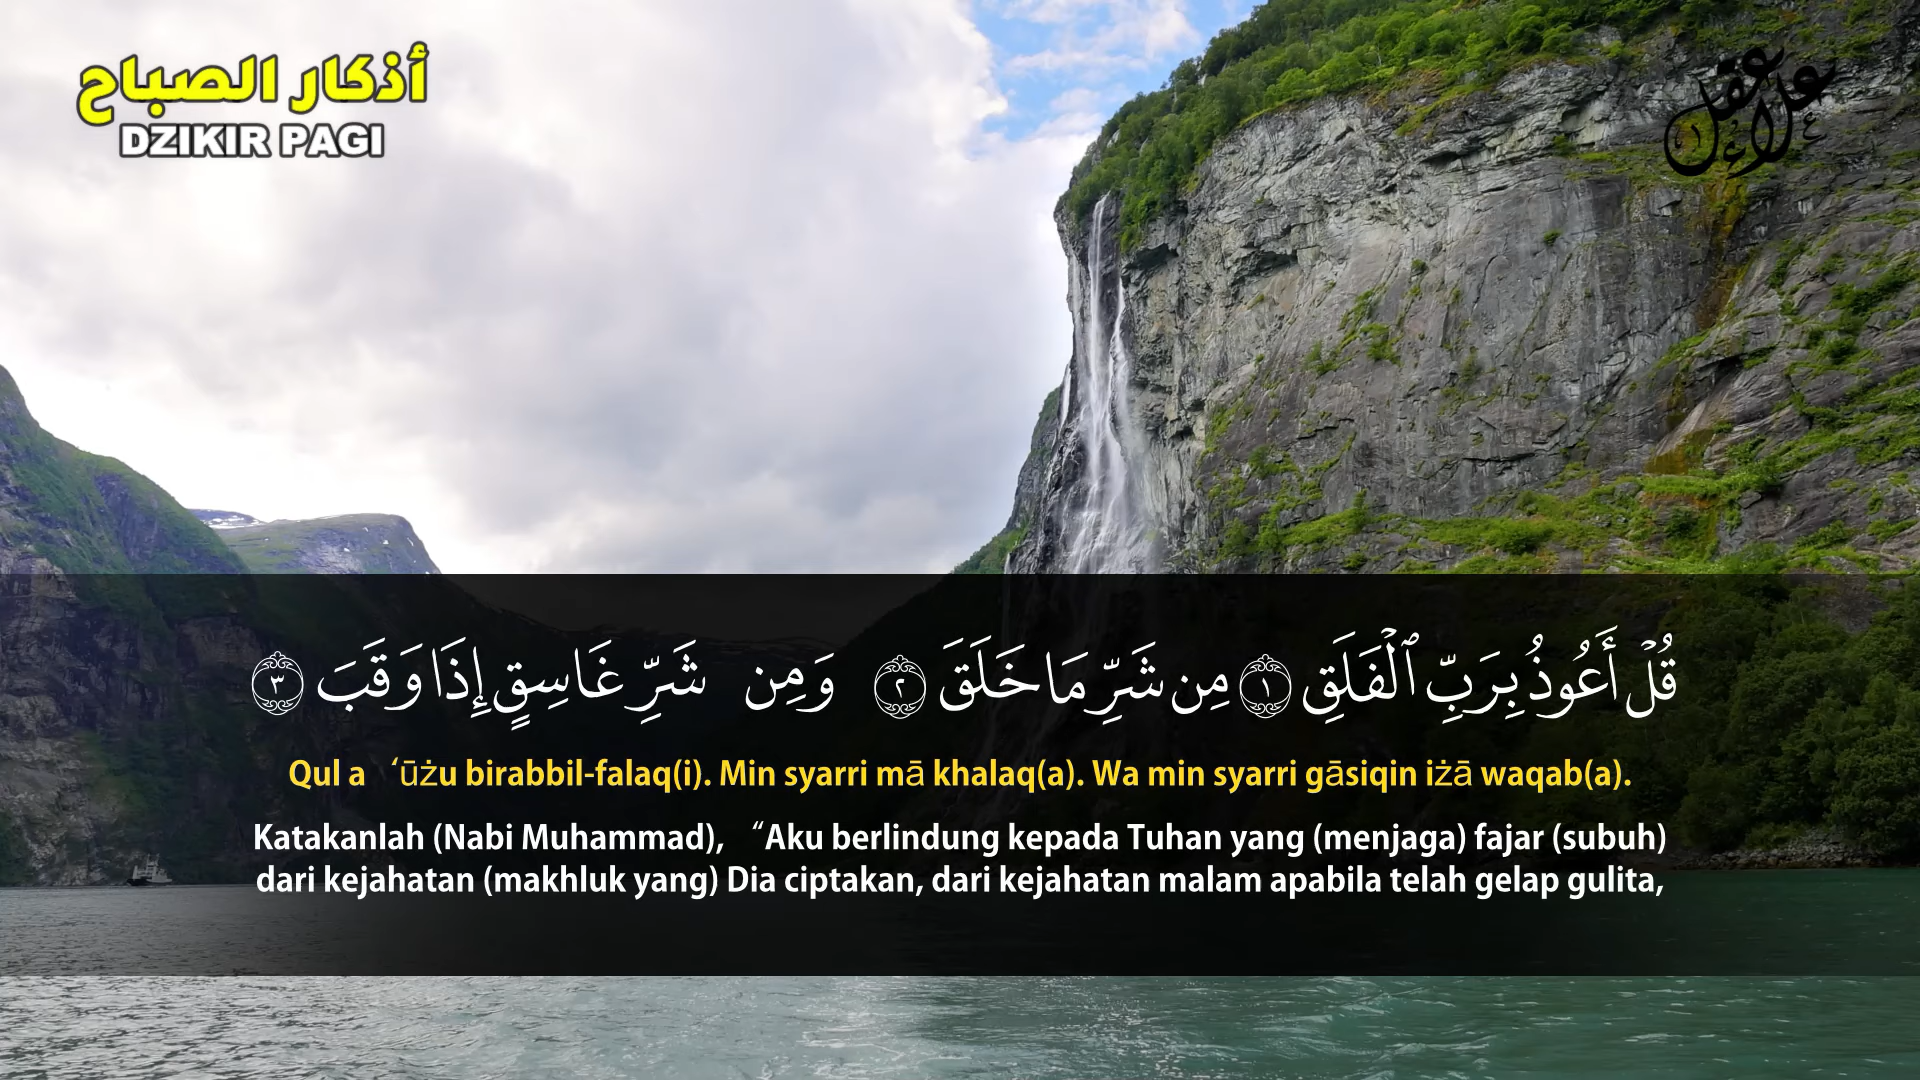 أذكار الصباح
DZIKIR PAGI
علاء عقل
قُلْ أَعُوذُ بِرَبِّ ٱلْفَلَقِ ١ مِن شَرِّ مَا خَلَقَ ٢ وَمِن شَرِّ غَاسِقٍ إِذَا وَقَبَ ٣
Qul a ‘ūżu birabbil-falaq(i). Min syarri mā khalaq(a). Wa min syarri gāsiqin iżā waqab(a).
Katakanlah (Nabi Muhammad), “Aku berlindung kepada Tuhan yang (menjaga) fajar (subuh)
dari kejahatan (makhluk yang) Dia ciptakan, dari kejahatan malam apabila telah gelap gulita,